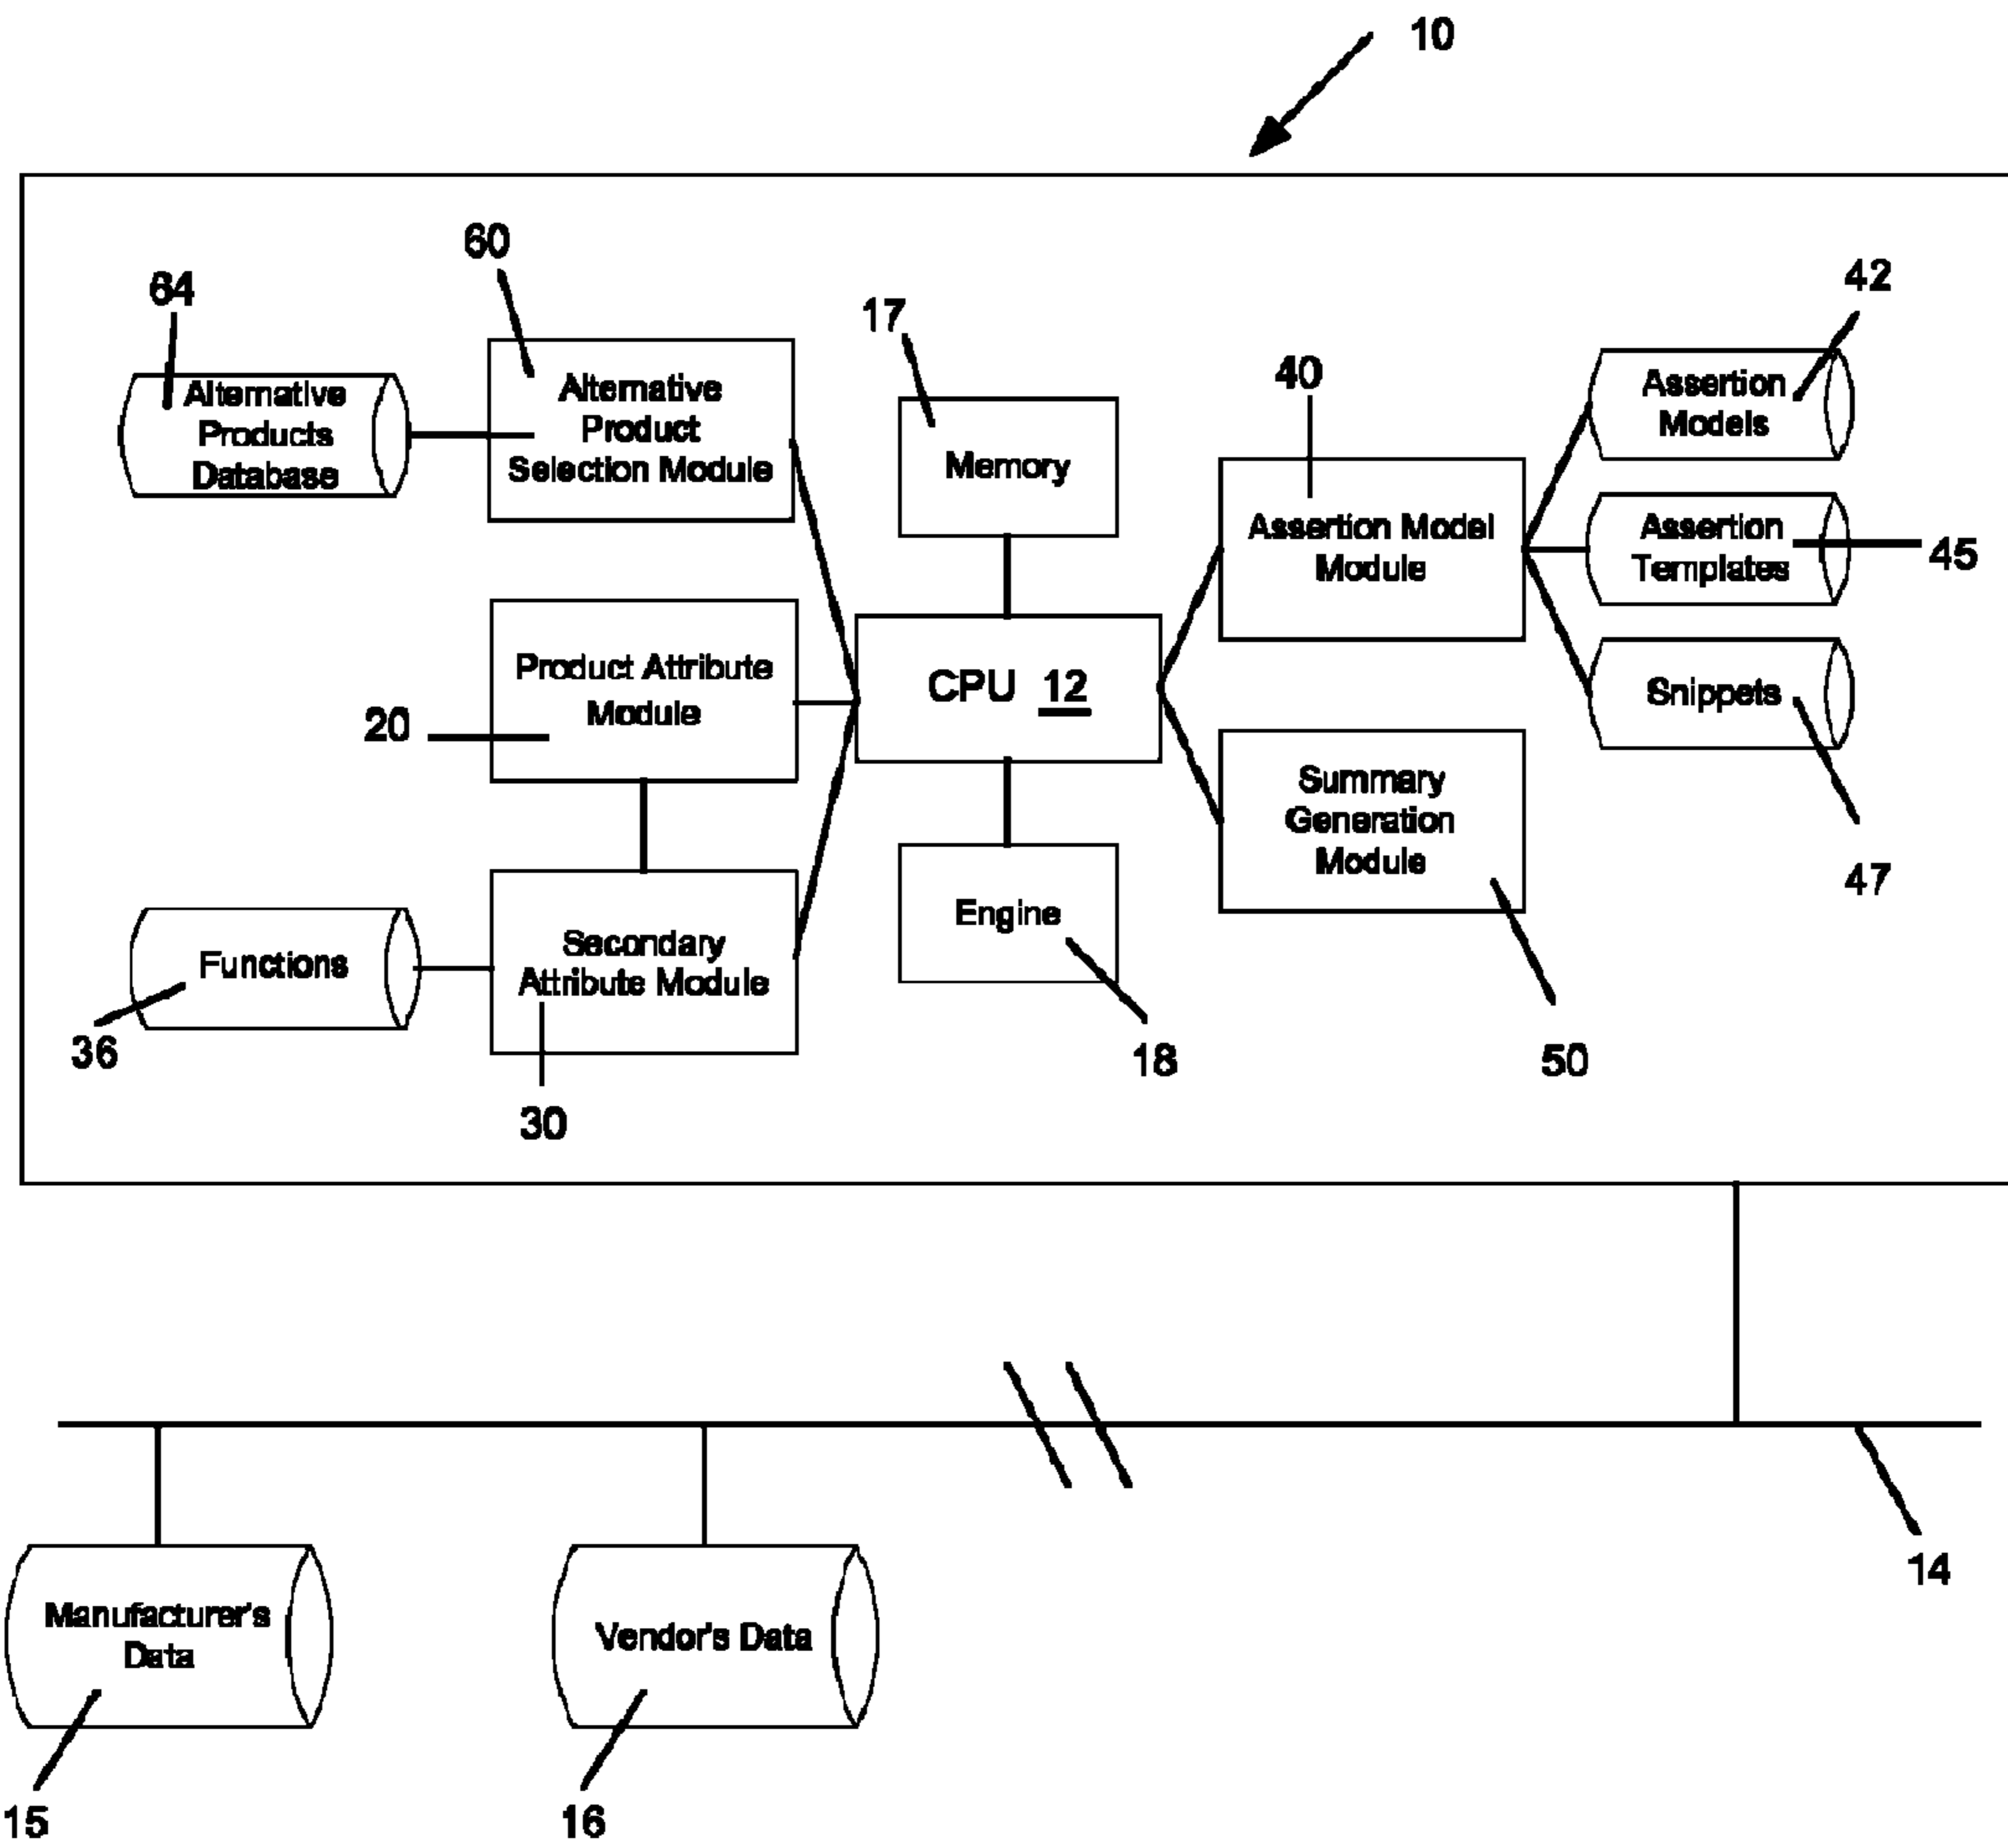 10
60
64
17
42
40
Alternative
Products
Database
Alternative
Product
Selection Module
Memory
Assertion Model
Module
Assertion
Models
Assertion
Templates
45
Snippets
47
Product Attribute
Module
20
CPU 12
Summary
Generation
Module
50
Functions
36
Secondary
Attribute Module
30
Engine
18
14
Manufacturer's
Data
15
Vendor's Data
16